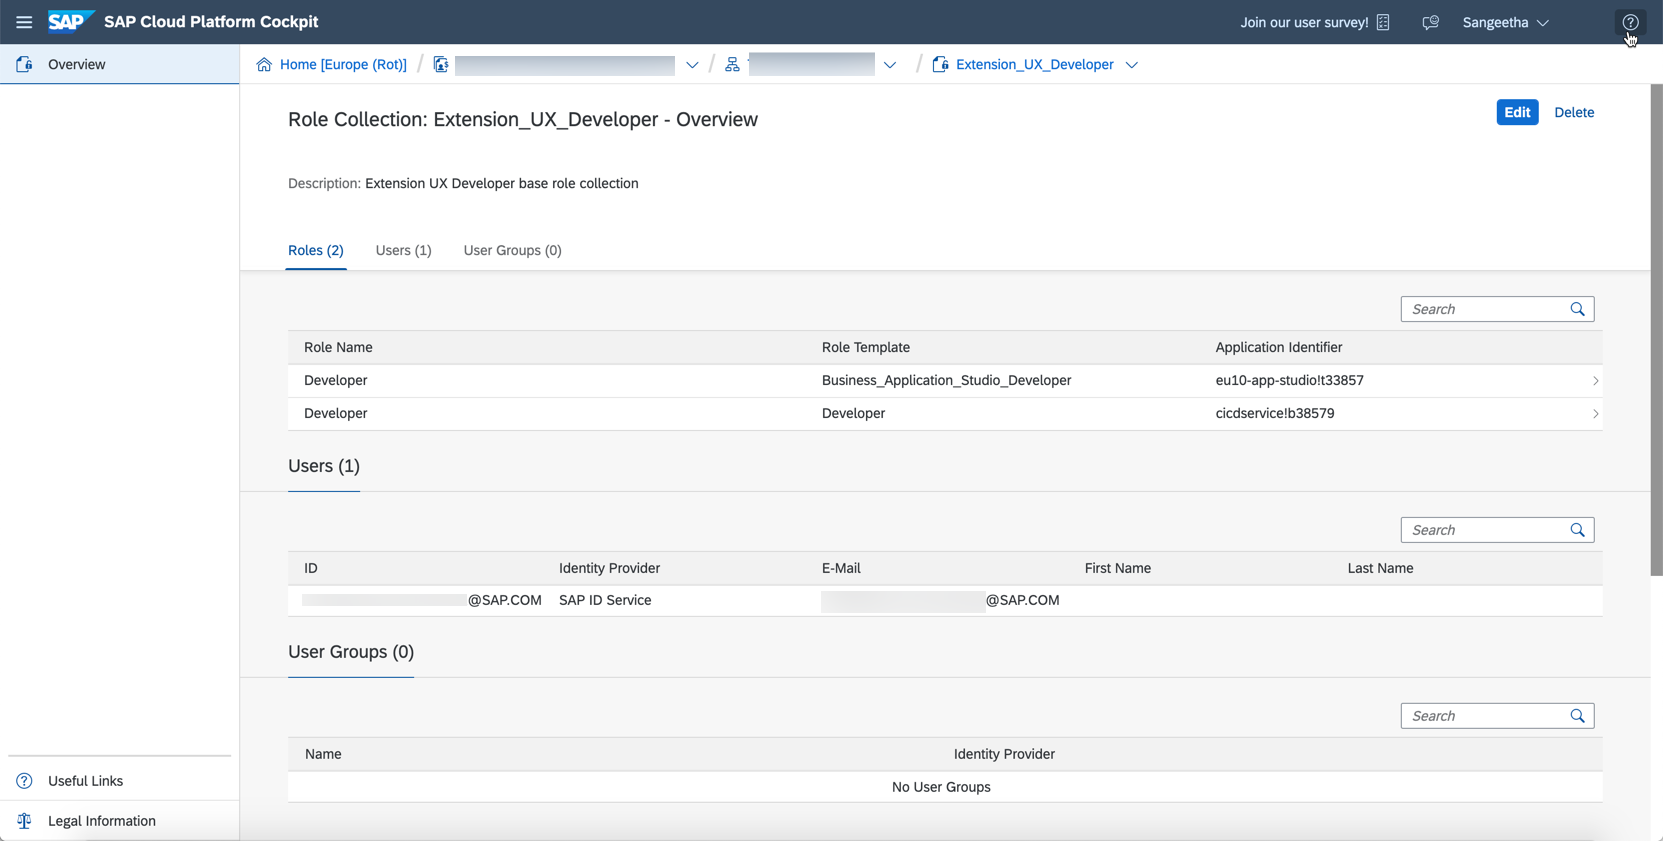 SAP SAP Cloud Platform Cockpit Join our user survey! Sangeetha
Overview
Home [Europe (Rot)] / / / Extension_UX_Developer
Role Collection: Extension_UX_Developer - Overview
Edit Delete
Description: Extension UX Developer base role collection
Roles (2) Users (1) User Groups (0)
Search
Role Name Role Template Application Identifier
Developer Business_Application_Studio_Developer eu10-app-studio!t33857
Developer Developer cicdservice!b38579
Users (1)
Search
ID Identity Provider E-Mail First Name Last Name
@SAP.COM SAP ID Service @SAP.COM
User Groups (0)
Search
Name Identity Provider
No User Groups
Useful Links
Legal Information